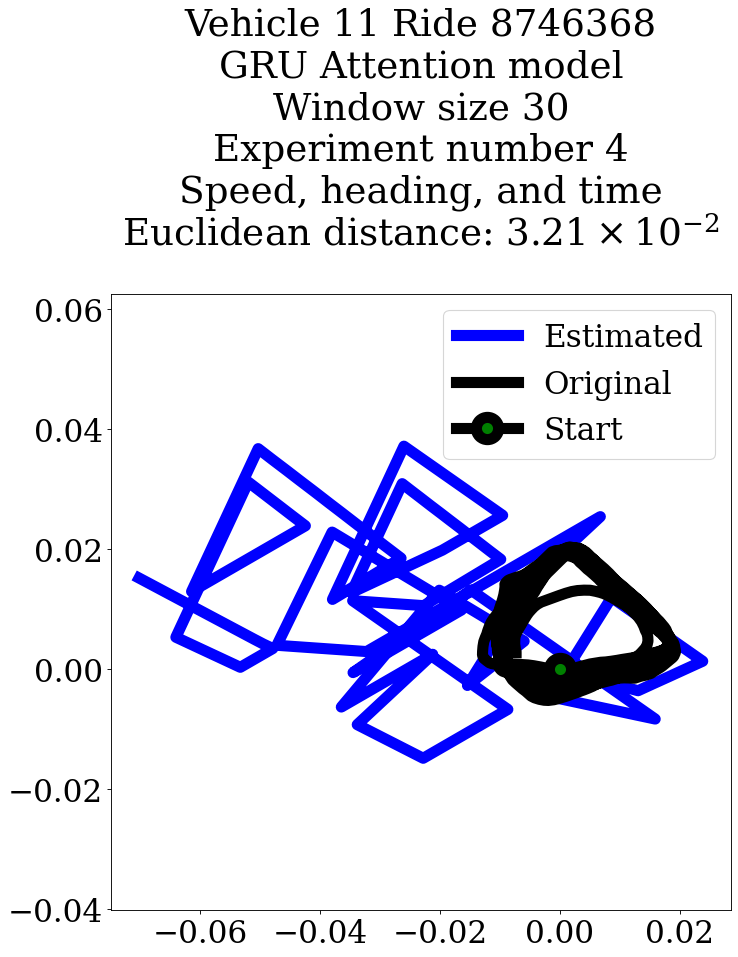 Vehicle 11 Ride 8746368
GRU Attention model
Window size 30
Experiment number 4
Speed, heading, and time
Euclidean distance: 3.21 × 10⁻²
0.06
Estimated
Original
0.04
Start
0.02
0.00
−0.02
−0.04
−0.06 −0.04 −0.02 0.00 0.02